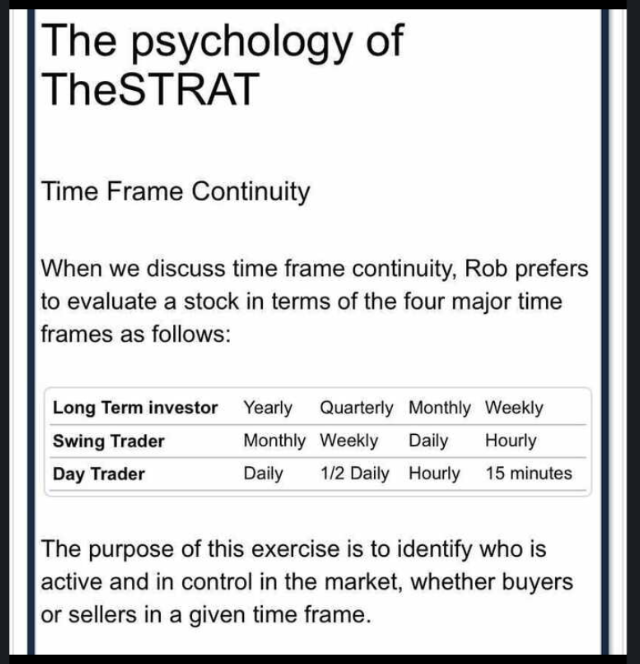 The psychology of
TheSTRAT
Time Frame Continuity
When we discuss time frame continuity, Rob prefers
to evaluate a stock in terms of the four major time
frames as follows:
Long Term investor Yearly Quarterly Monthly Weekly
Swing Trader Monthly Weekly Daily Hourly
Day Trader Daily 1/2 Daily Hourly 15 minutes
The purpose of this exercise is to identify who is
active and in control in the market, whether buyers
or sellers in a given time frame.